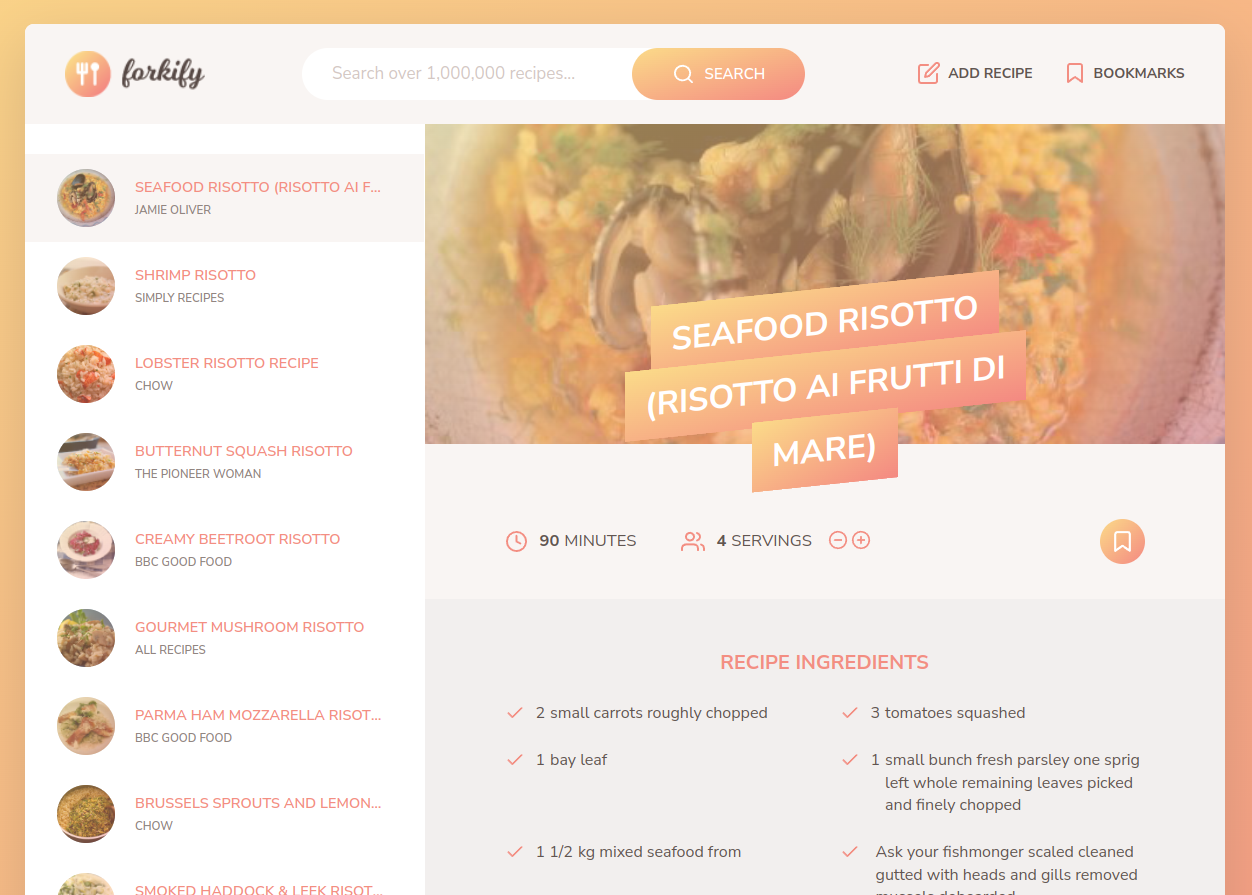 forkify
Search over 1,000,000 recipes...
SEARCH
ADD RECIPE
BOOKMARKS
SEAFOOD RISOTTO (RISOTTO AI F...
JAMIE OLIVER
SHRIMP RISOTTO
SIMPLY RECIPES
LOBSTER RISOTTO RECIPE
CHOW
BUTTERNUT SQUASH RISOTTO
THE PIONEER WOMAN
CREAMY BEETROOT RISOTTO
BBC GOOD FOOD
GOURMET MUSHROOM RISOTTO
ALL RECIPES
PARMA HAM MOZZARELLA RISOT...
BBC GOOD FOOD
BRUSSELS SPROUTS AND LEMON...
CHOW
SMOKED HADDOCK & LEEK RISOT...
SEAFOOD RISOTTO
(RISOTTO AI FRUTTI DI
MARE)
90 MINUTES
4 SERVINGS
RECIPE INGREDIENTS
2 small carrots roughly chopped
3 tomatoes squashed
1 bay leaf
1 small bunch fresh parsley one sprig
left whole remaining leaves picked
and finely chopped
1 1/2 kg mixed seafood from
Ask your fishmonger scaled cleaned
gutted with heads and gills removed